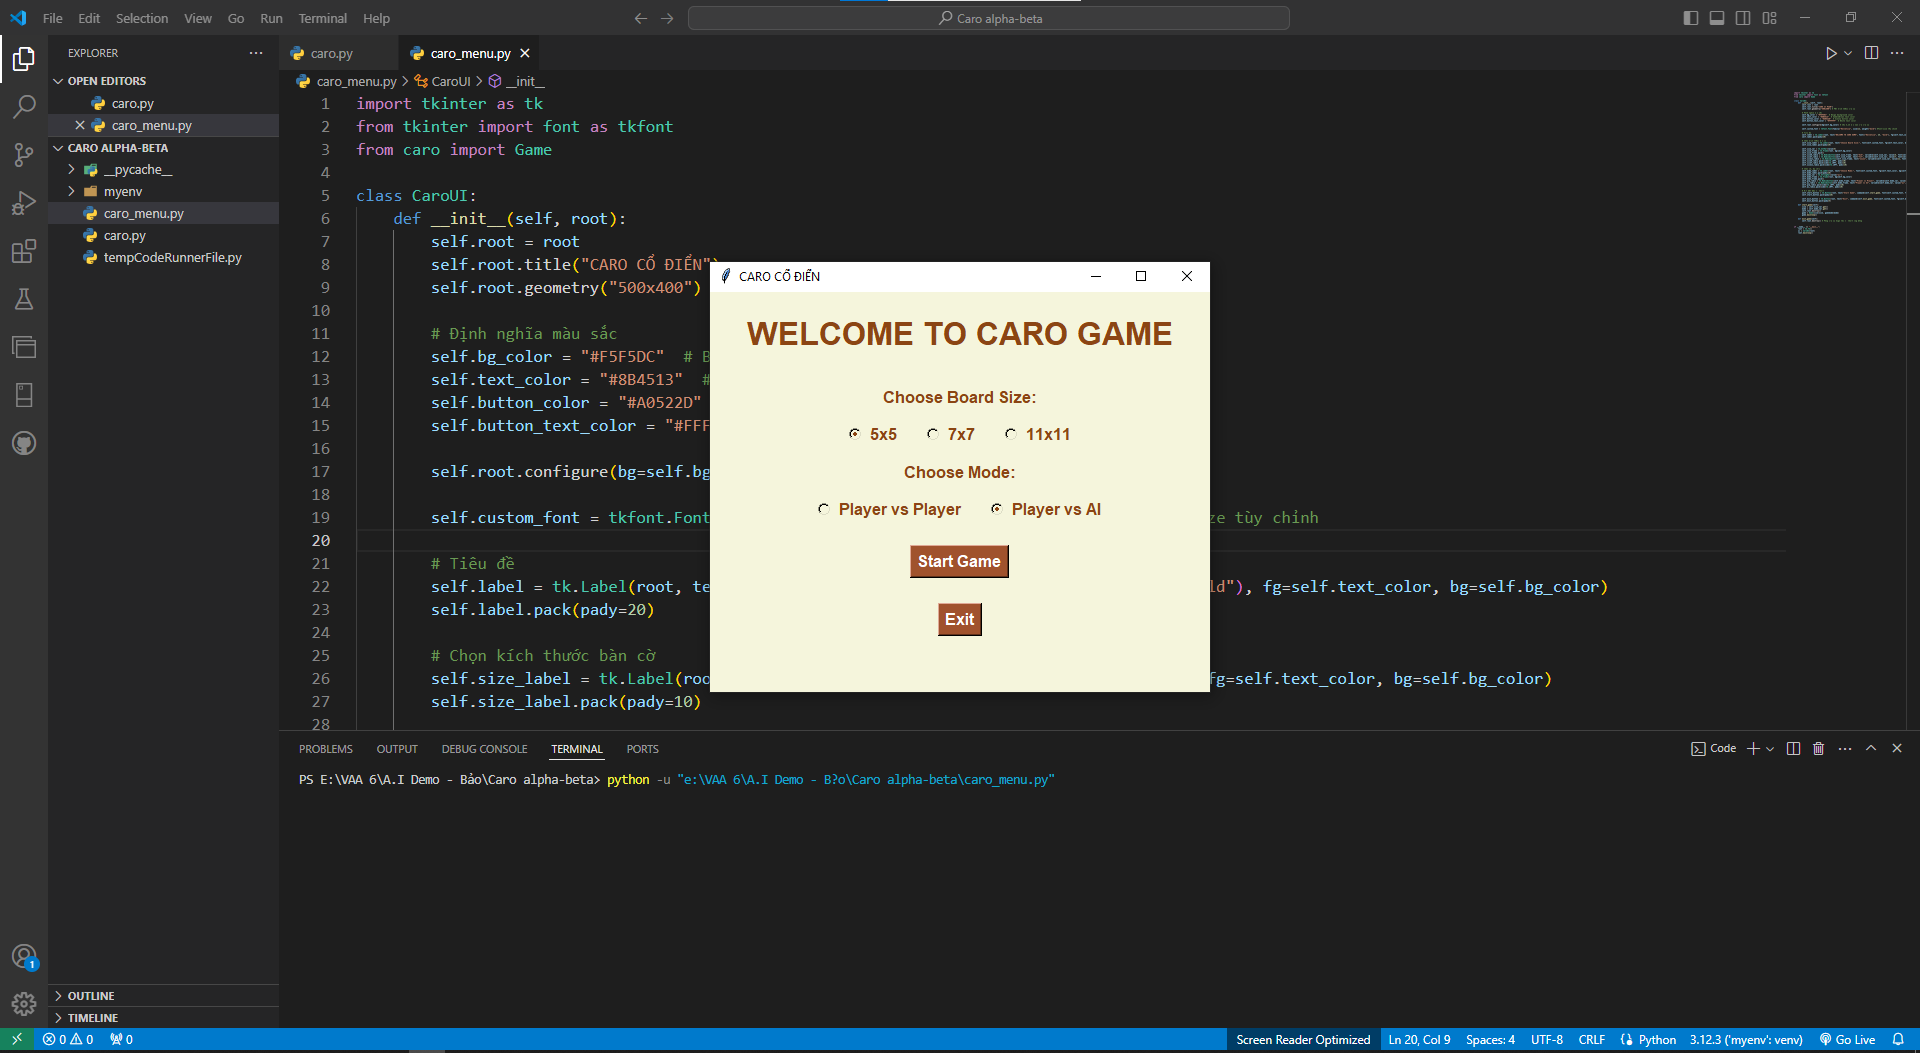 File Edit Selection View Go Run Terminal Help
Caro alpha-beta
EXPLORER
OPEN EDITORS
caro.py
caro_menu.py
CARO ALPHA-BETA
__pycache__
myenv
caro_menu.py
caro.py
tempCodeRunnerFile.py
OUTLINE
TIMELINE
caro.py caro_menu.py
caro_menu.py > CaroUI > __init__
1 import tkinter as tk
2 from tkinter import font as tkfont
3 from caro import Game
4
5 class CaroUI:
6 def __init__(self, root):
7 self.root = root
8 self.root.title("CARO CỔ ĐIỂN")
9 self.root.geometry("500x400")
10
11 # Định nghĩa màu sắc
12 self.bg_color = "#F5F5DC" # B
13 self.text_color = "#8B4513" #
14 self.button_color = "#A0522D"
15 self.button_text_color = "#FFF
16
17 self.root.configure(bg=self.bg
18
19 self.custom_font = tkfont.Font ze tùy chỉnh
20
21 # Tiêu đề
22 self.label = tk.Label(root, te ld"), fg=self.text_color, bg=self.bg_color)
23 self.label.pack(pady=20)
24
25 # Chọn kích thước bàn cờ
26 self.size_label = tk.Label(roo fg=self.text_color, bg=self.bg_color)
27 self.size_label.pack(pady=10)
28
CARO CỔ ĐIỂN
WELCOME TO CARO GAME
Choose Board Size:
5x5 7x7 11x11
Choose Mode:
Player vs Player Player vs AI
Start Game
Exit
PROBLEMS OUTPUT DEBUG CONSOLE TERMINAL PORTS
Code
PS E:\VAA 6\A.I Demo - Bảo\Caro alpha-beta> python -u "e:\VAA 6\A.I Demo - B?o\Caro alpha-beta\caro_menu.py"
1
0 0 0
Screen Reader Optimized Ln 20, Col 9 Spaces: 4 UTF-8 CRLF Python 3.12.3 ('myenv': venv) Go Live